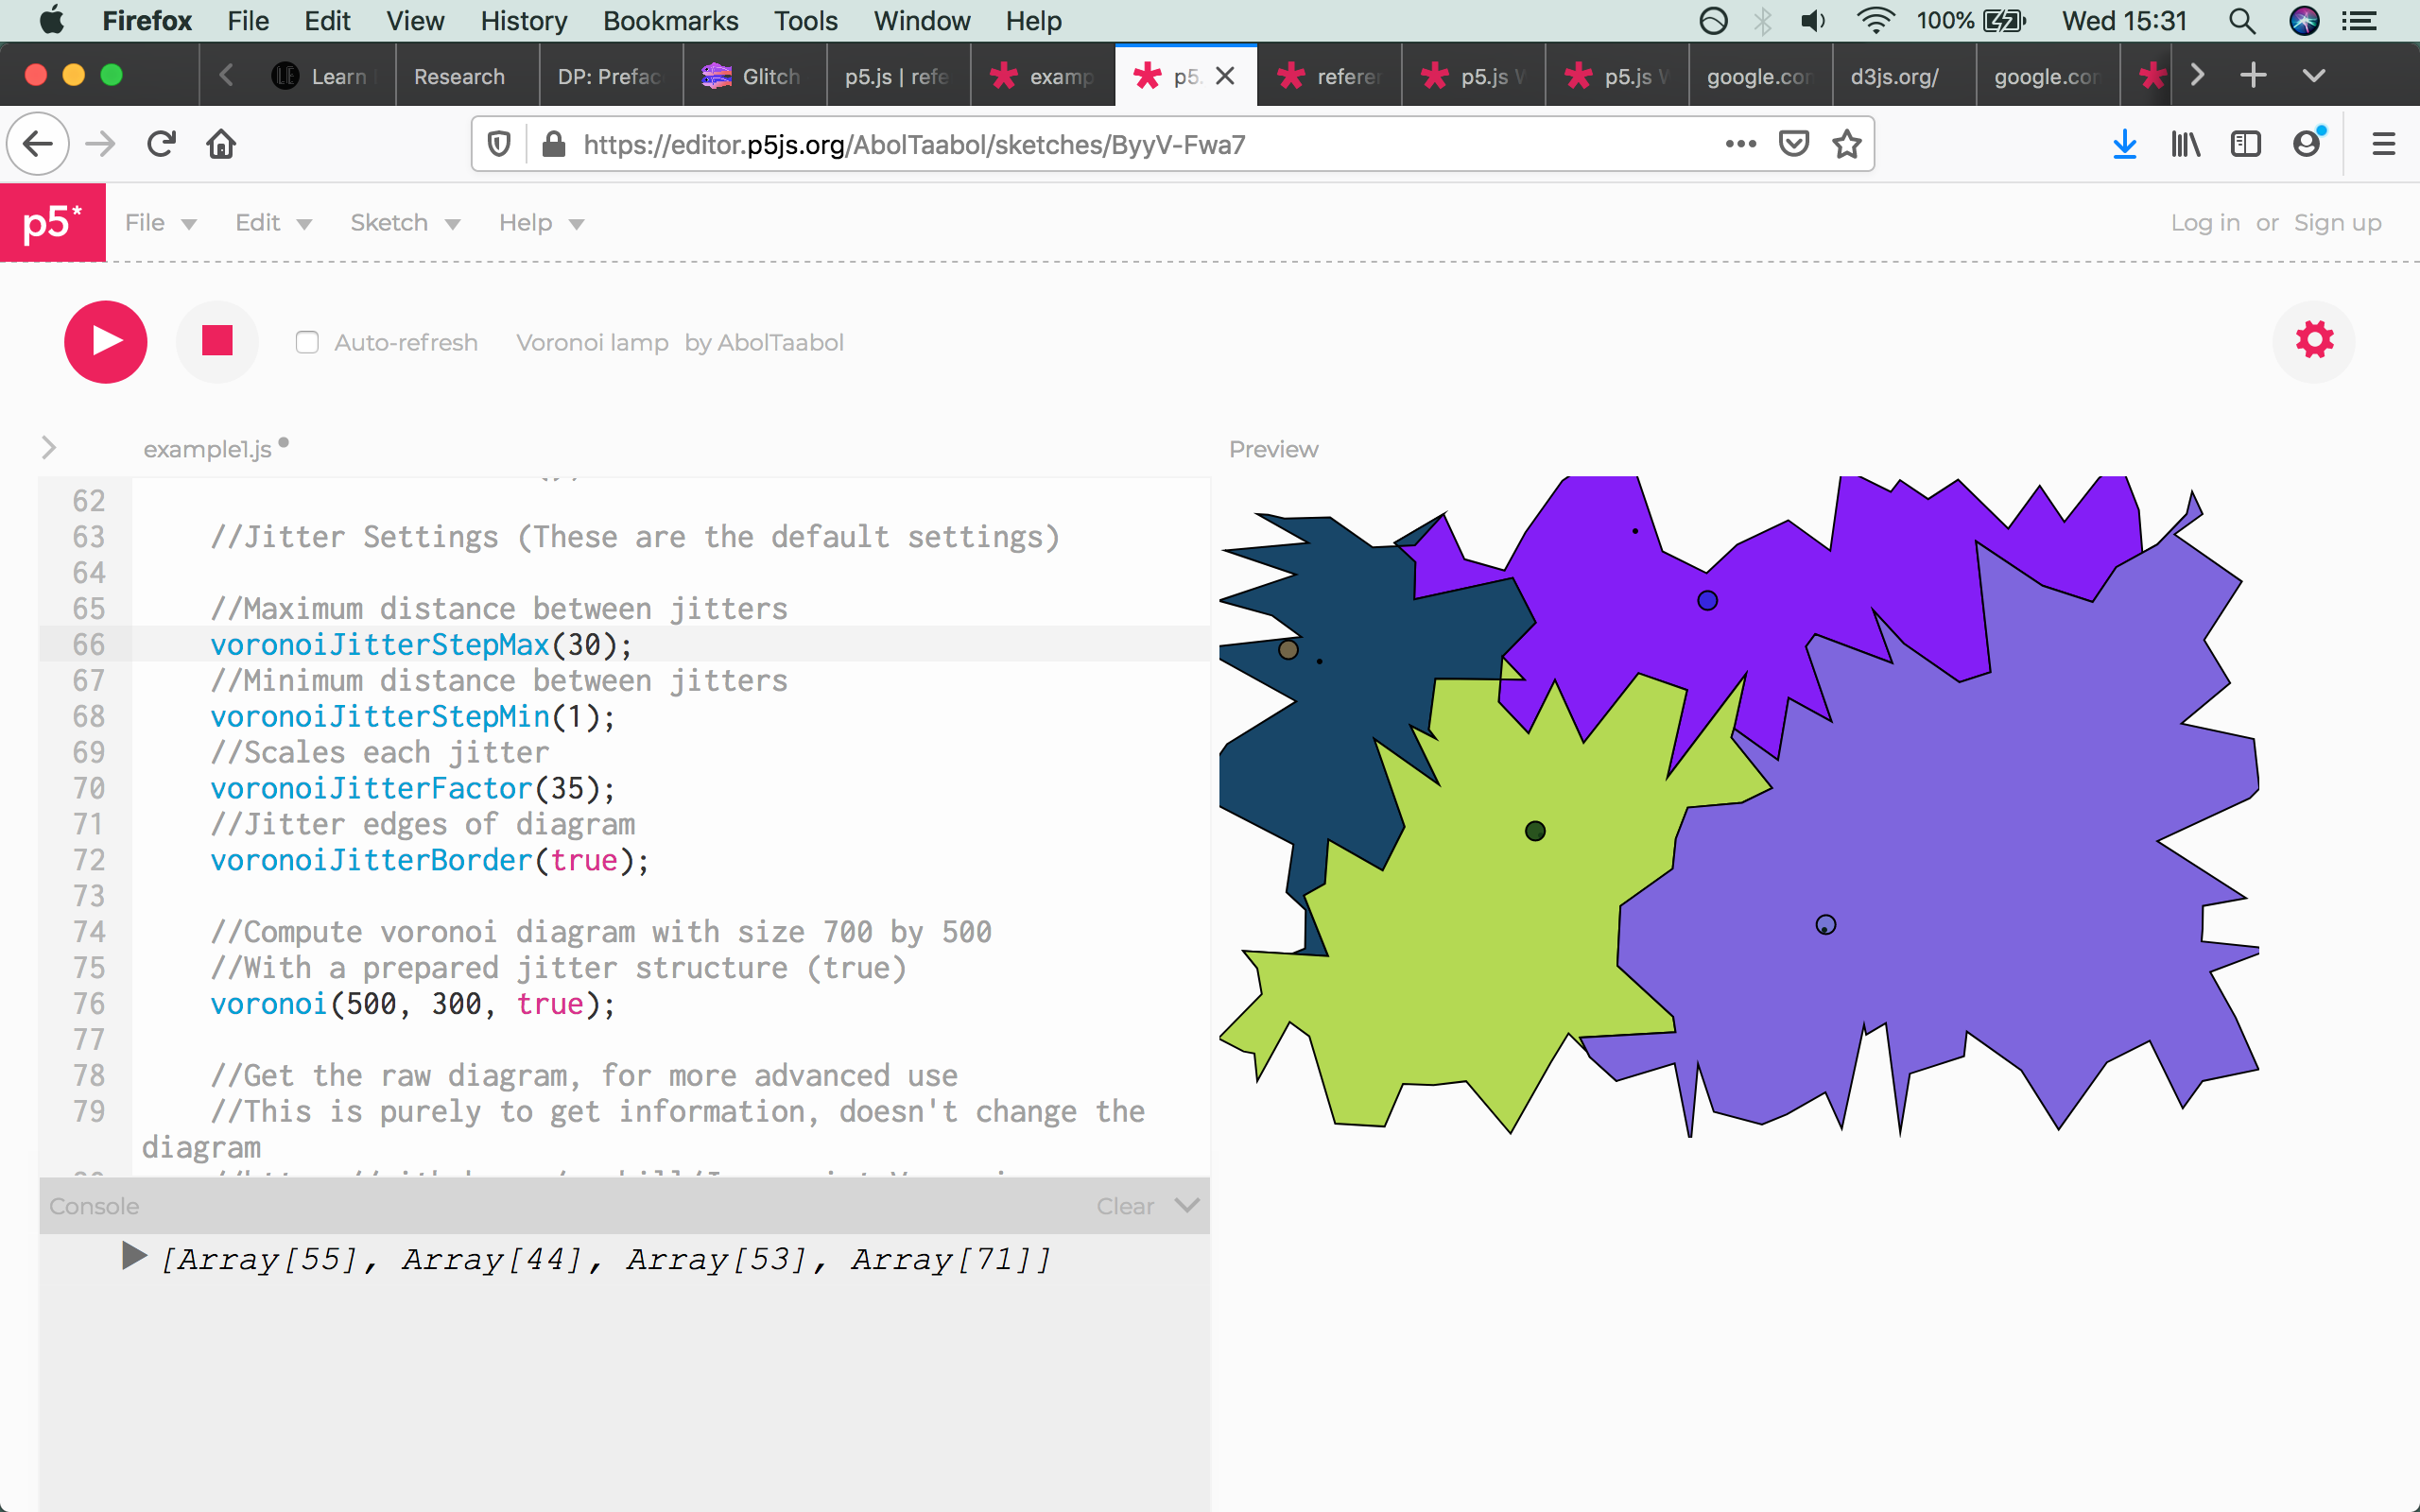 Firefox File Edit View History Bookmarks Tools Window Help 100% Wed 15:31
LE Learn Research DP: Preface Glitch p5.js | refe examp p5. referer p5.js W p5.js W google.com d3js.org/ google.com
https://editor.p5js.org/AbolTaabol/sketches/ByyV-Fwa7
p5* File Edit Sketch Help Log in or Sign up
Auto-refresh Voronoi lamp by AbolTaabol
example1.js
Preview
62
63 //Jitter Settings (These are the default settings)
64
65 //Maximum distance between jitters
66 voronoiJitterStepMax(30);
67 //Minimum distance between jitters
68 voronoiJitterStepMin(1);
69 //Scales each jitter
70 voronoiJitterFactor(35);
71 //Jitter edges of diagram
72 voronoiJitterBorder(true);
73
74 //Compute voronoi diagram with size 700 by 500
75 //With a prepared jitter structure (true)
76 voronoi(500, 300, true);
77
78 //Get the raw diagram, for more advanced use
79 //This is purely to get information, doesn't change the
diagram
Console Clear
[Array[55], Array[44], Array[53], Array[71]]